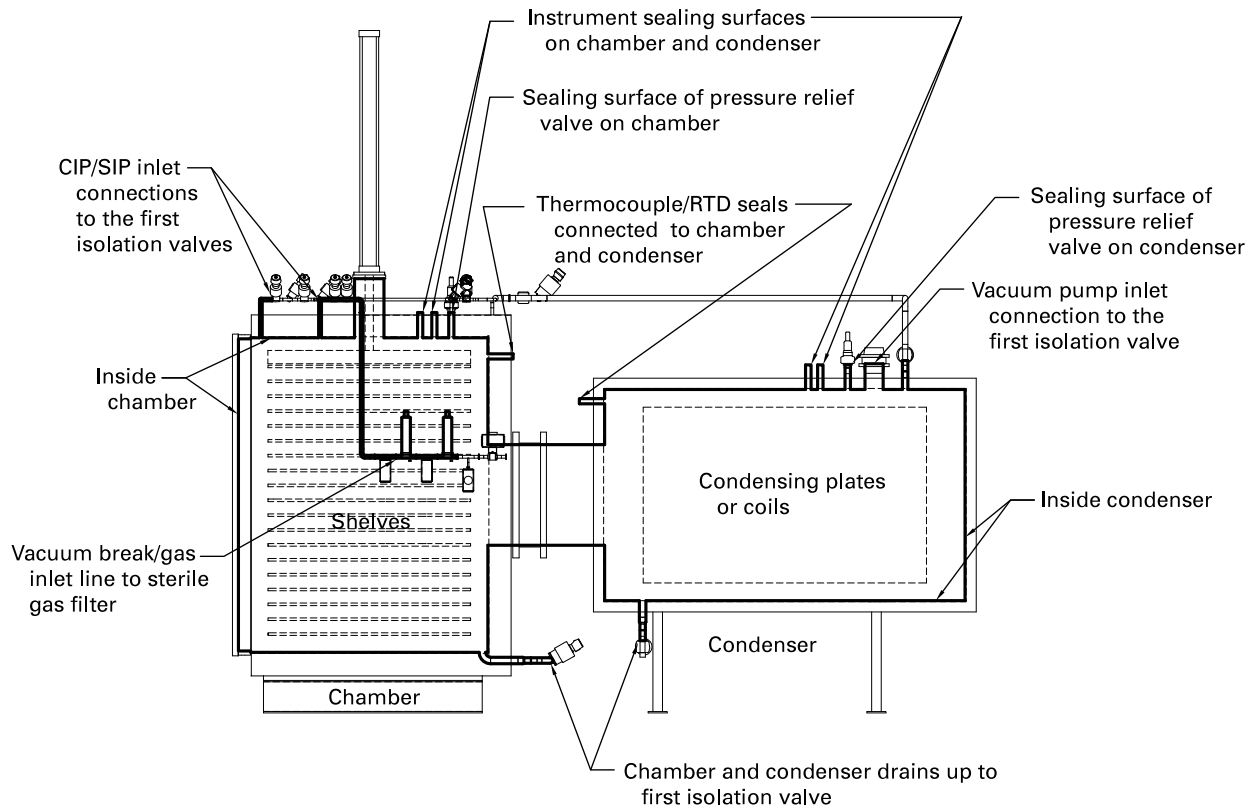 Instrument sealing surfaces
on chamber and condenser
Sealing surface of pressure relief
valve on chamber
CIP/SIP inlet
connections
to the first
isolation valves
Thermocouple/RTD seals
connected to chamber
and condenser
Sealing surface of
pressure relief
valve on condenser
Vacuum pump inlet
connection to the
first isolation valve
Inside
chamber
Condensing plates
or coils
Inside condenser
Shelves
Vacuum break/gas
inlet line to sterile
gas filter
Condenser
Chamber
Chamber and condenser drains up to
first isolation valve